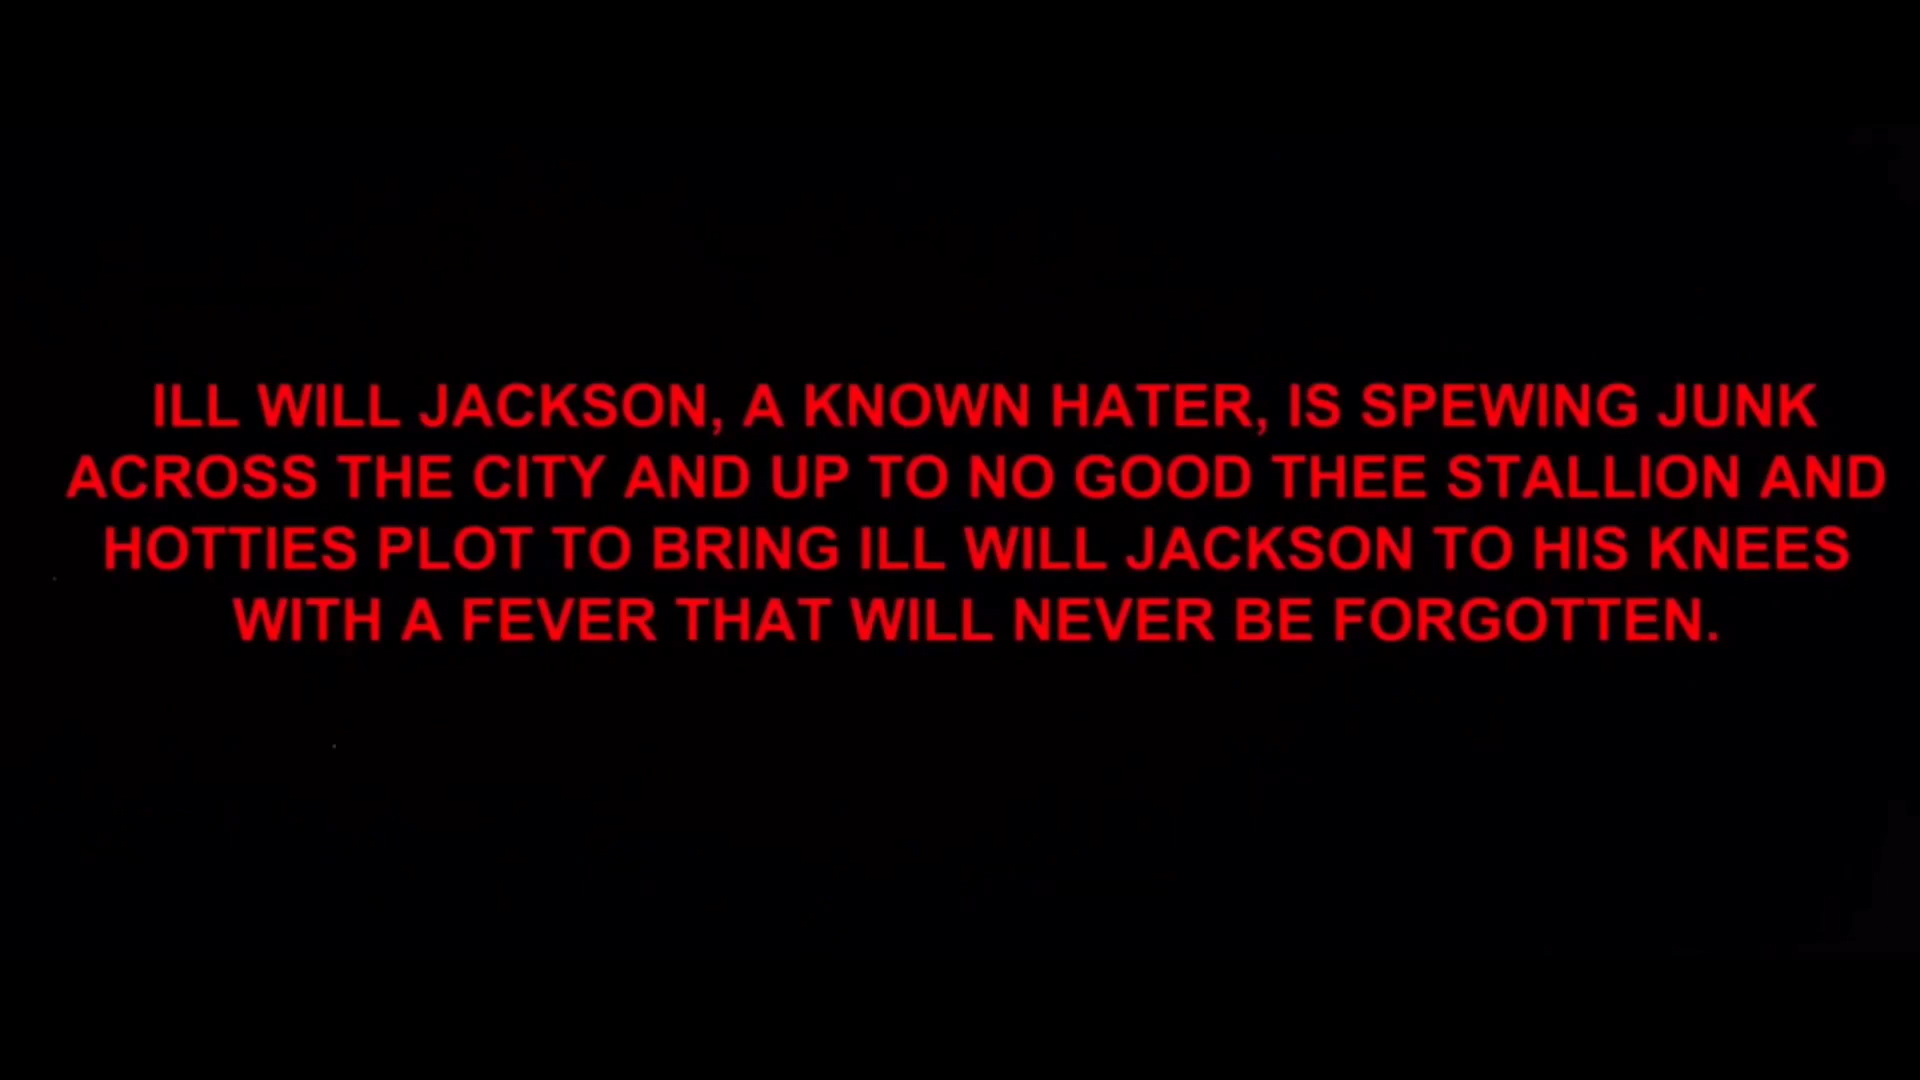 ILL WILL JACKSON, A KNOWN HATER, IS SPEWING JUNK
ACROSS THE CITY AND UP TO NO GOOD THEE STALLION AND
HOTTIES PLOT TO BRING ILL WILL JACKSON TO HIS KNEES
WITH A FEVER THAT WILL NEVER BE FORGOTTEN.